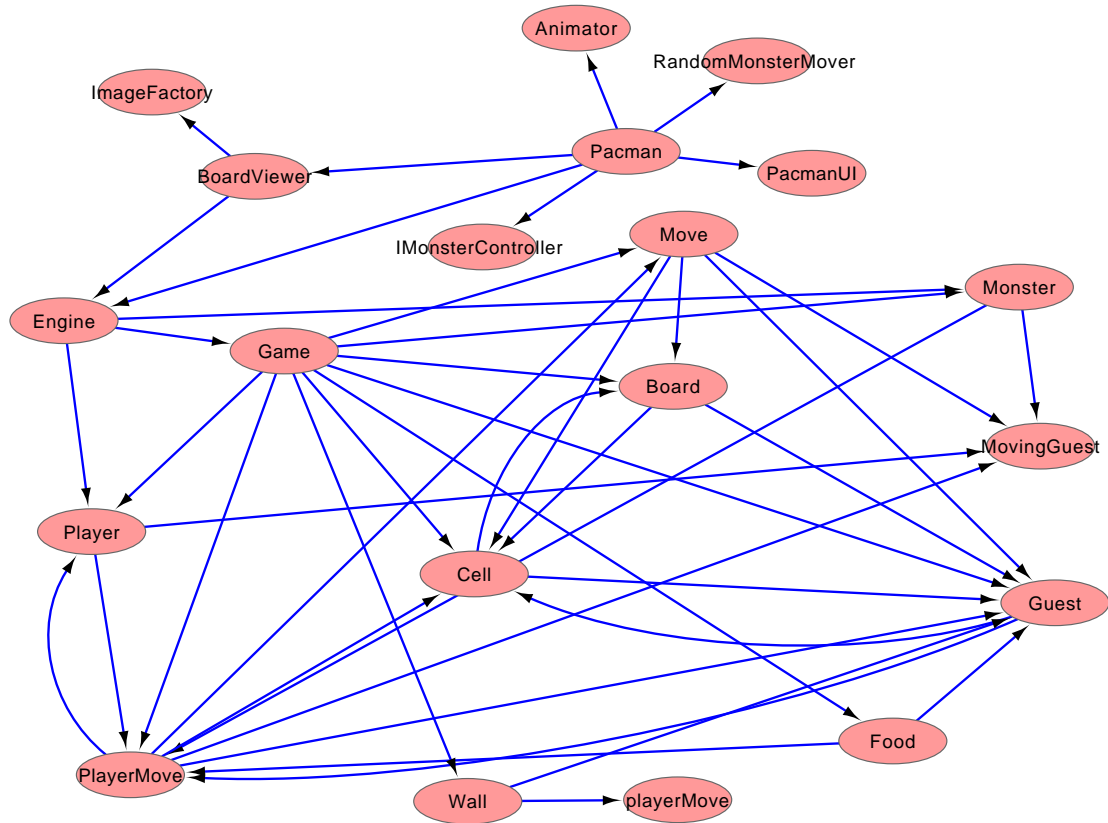 Animator
RandomMonsterMover
ImageFactory
Pacman
BoardViewer
PacmanUI
IMonsterController
Move
Monster
Engine
Game
Board
MovingGuest
Player
Cell
Guest
Food
PlayerMove
Wall
playerMove